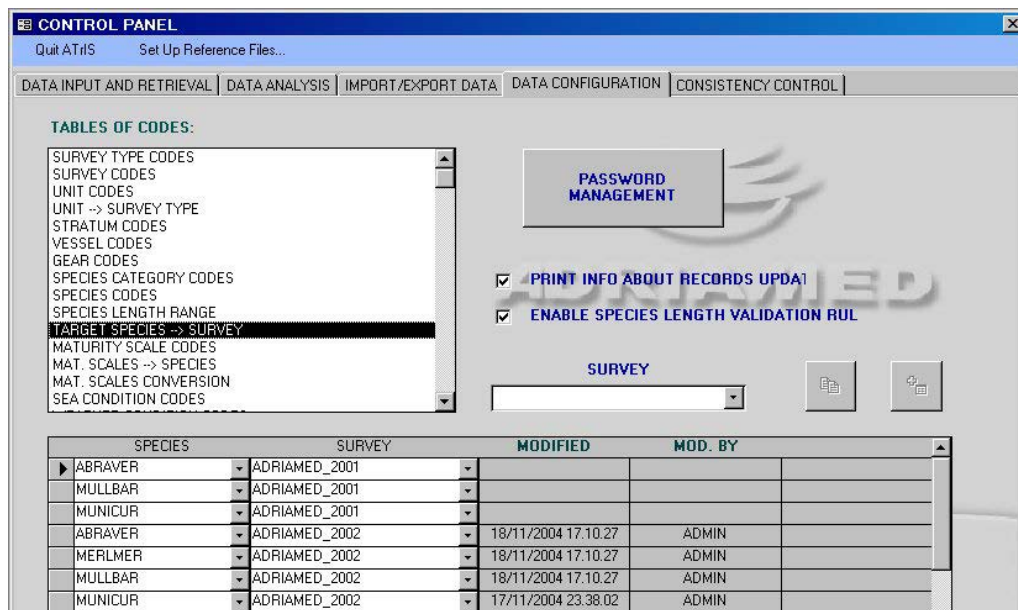 CONTROL PANEL
Quit ATrIS Set Up Reference Files...
DATA INPUT AND RETRIEVAL DATA ANALYSIS IMPORT/EXPORT DATA DATA CONFIGURATION CONSISTENCY CONTROL
TABLES OF CODES:
SURVEY TYPE CODES
SURVEY CODES
UNIT CODES
UNIT --> SURVEY TYPE
STRATUM CODES
VESSEL CODES
GEAR CODES
SPECIES CATEGORY CODES
SPECIES CODES
SPECIES LENGTH RANGE
TARGET SPECIES --> SURVEY
MATURITY SCALE CODES
MAT. SCALES --> SPECIES
MAT. SCALES CONVERSION
SEA CONDITION CODES
PASSWORD
MANAGEMENT
ADRIAMED
PRINT INFO ABOUT RECORDS UPDAT
ENABLE SPECIES LENGTH VALIDATION RUL
SURVEY
SPECIES SURVEY MODIFIED MOD. BY
ABRAVER ADRIAMED_2001
MULLBAR ADRIAMED_2001
MUNICUR ADRIAMED_2001
ABRAVER ADRIAMED_2002 18/11/2004 17.10.27 ADMIN
MERLMER ADRIAMED_2002 18/11/2004 17.10.27 ADMIN
MULLBAR ADRIAMED_2002 18/11/2004 17.10.27 ADMIN
MUNICUR ADRIAMED_2002 17/11/2004 23.38.02 ADMIN